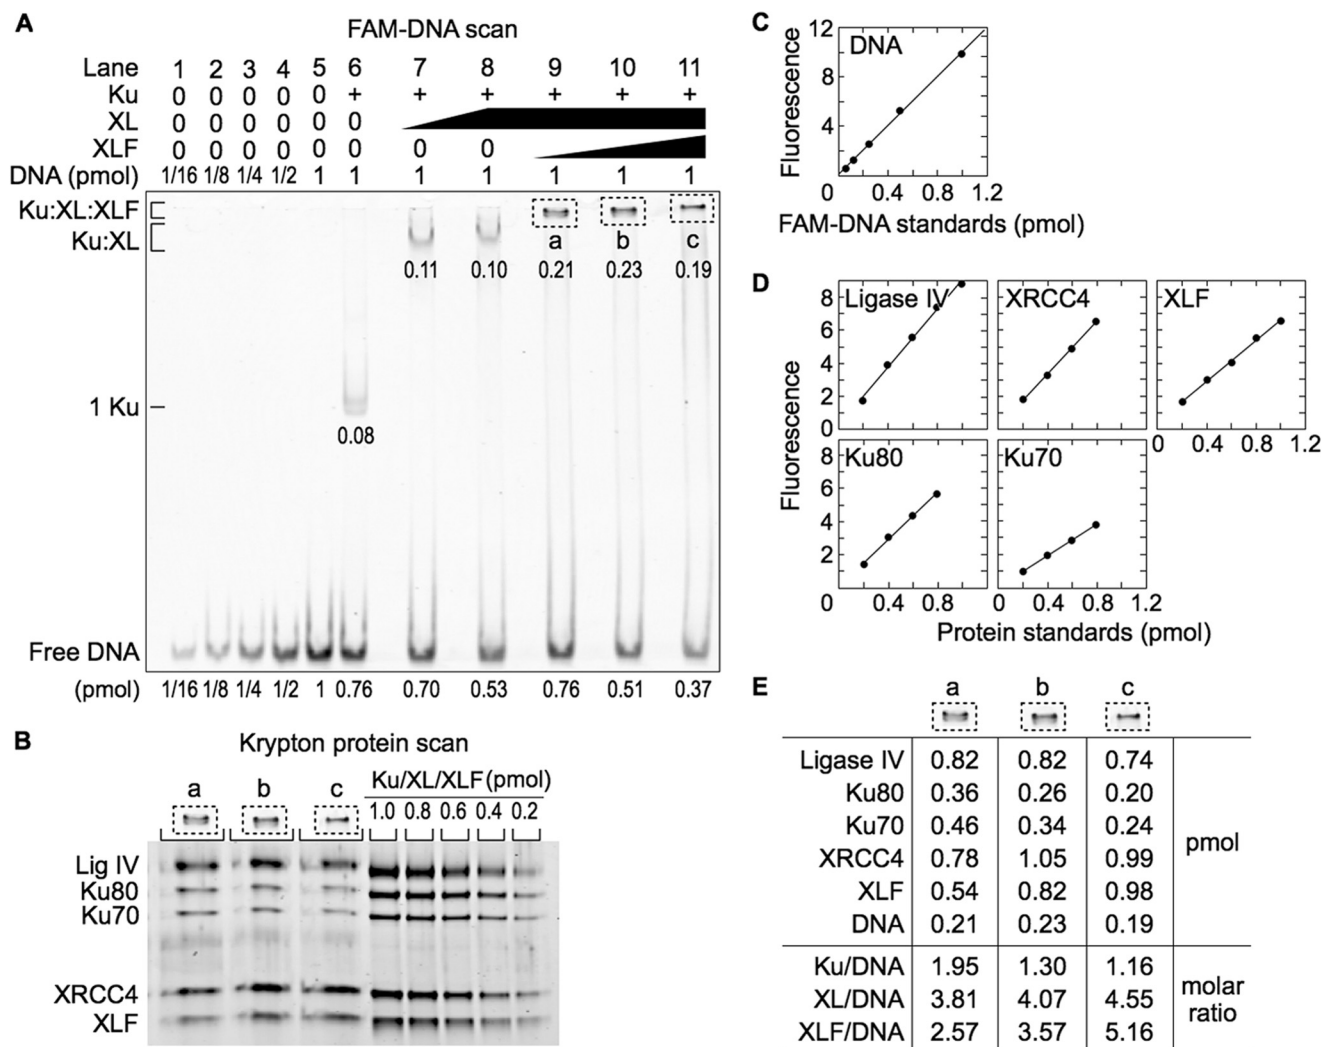 A
FAM-DNA scan
Lane 1 2 3 4 5 6 7 8 9 10 11
Ku 0 0 0 0 0 + + + + + +
XL 0 0 0 0 0 0
XLF 0 0 0 0 0 0 0 0
DNA (pmol) 1/16 1/8 1/4 1/2 1 1 1 1 1 1 1
Ku:XL:XLF
Ku:XL
a b c
0.11 0.10 0.21 0.23 0.19
1 Ku
0.08
Free DNA
(pmol) 1/16 1/8 1/4 1/2 1 0.76 0.70 0.53 0.76 0.51 0.37
B
Krypton protein scan
a b c Ku/XL/XLF (pmol)
1.0 0.8 0.6 0.4 0.2
Lig IV
Ku80
Ku70
XRCC4
XLF
C
Fluorescence
12
8
4
DNA
0 0.4 0.8 1.2
FAM-DNA standards (pmol)
D
Fluorescence
8
6
4
2
0
Ligase IV XRCC4 XLF
0 0.4 0.8 1.2
Fluorescence
8
6
4
2
Ku80 Ku70
0 0.4 0.8 0 0.4 0.8 1.2
Protein standards (pmol)
E
a b c
Ligase IV 0.82 0.82 0.74
Ku80 0.36 0.26 0.20
Ku70 0.46 0.34 0.24
pmol
XRCC4 0.78 1.05 0.99
XLF 0.54 0.82 0.98
DNA 0.21 0.23 0.19
Ku/DNA 1.95 1.30 1.16
XL/DNA 3.81 4.07 4.55
molar
ratio
XLF/DNA 2.57 3.57 5.16